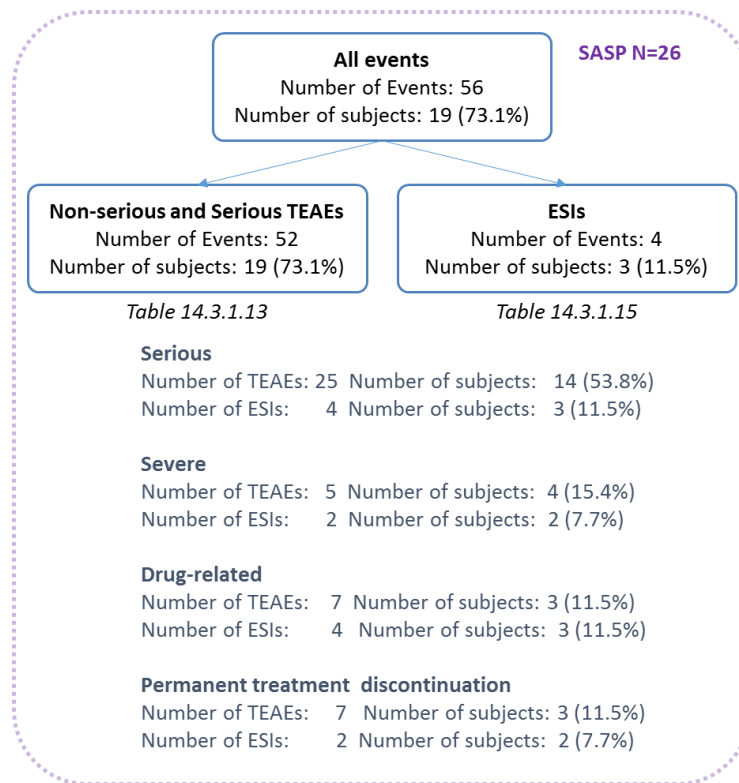 SASP N=26
All events
Number of Events: 56
Number of subjects: 19 (73.1%)
Non-serious and Serious TEAEs
Number of Events: 52
Number of subjects: 19 (73.1%)
ESIs
Number of Events: 4
Number of subjects: 3 (11.5%)
Table 14.3.1.13
Table 14.3.1.15
Serious
Number of TEAEs: 25 Number of subjects: 14 (53.8%)
Number of ESIs: 4 Number of subjects: 3 (11.5%)
Severe
Number of TEAEs: 5 Number of subjects: 4 (15.4%)
Number of ESIs: 2 Number of subjects: 2 (7.7%)
Drug-related
Number of TEAEs: 7 Number of subjects: 3 (11.5%)
Number of ESIs: 4 Number of subjects: 3 (11.5%)
Permanent treatment discontinuation
Number of TEAEs: 7 Number of subjects: 3 (11.5%)
Number of ESIs: 2 Number of subjects: 2 (7.7%)